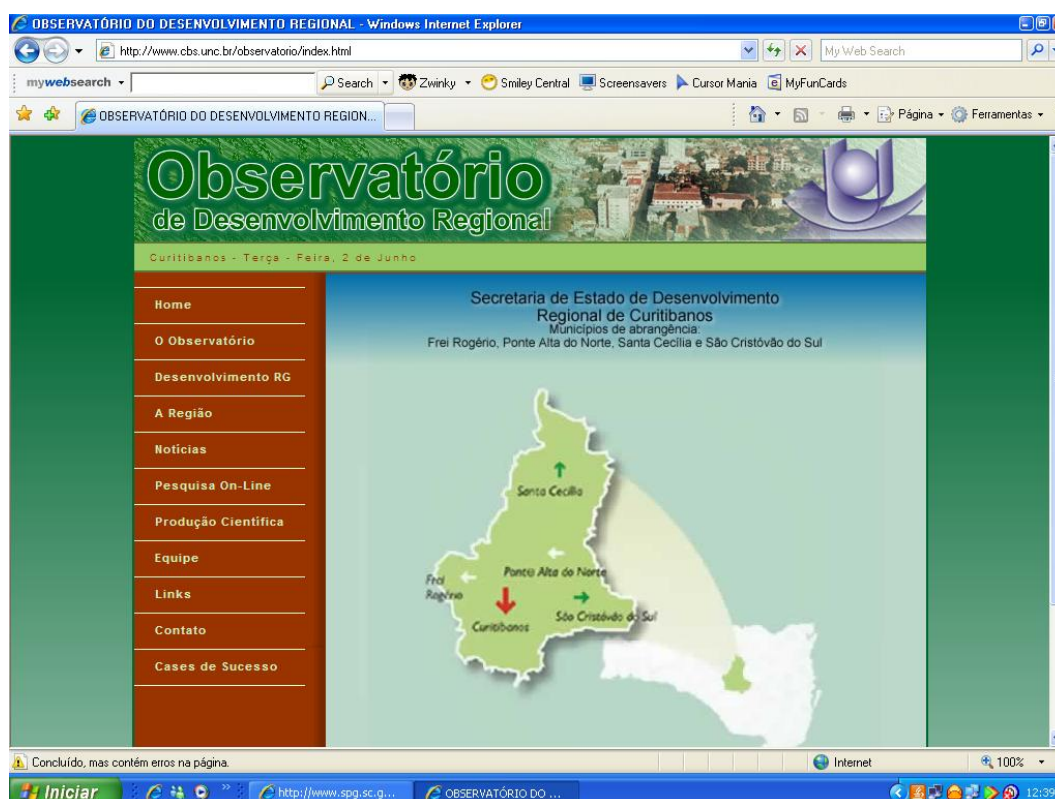 OBSERVATÓRIO DO DESENVOLVIMENTO REGIONAL - Windows Internet Explorer
http://www.cbs.unc.br/observatorio/index.html
My Web Search
mywebsearch
Search
Zwinky
Smiley Central
Screensavers
Cursor Mania
MyFunCards
OBSERVATÓRIO DO DESENVOLVIMENTO REGION...
Página
Ferramentas
Observatório
de Desenvolvimento Regional
Curitibanos - Terça - Feira, 2 de Junho
Home
O Observatório
Desenvolvimento RG
A Região
Notícias
Pesquisa On-Line
Produção Científica
Equipe
Links
Contato
Cases de Sucesso
Secretaria de Estado de Desenvolvimento
Regional de Curitibanos
Municípios de abrangência:
Frei Rogério, Ponte Alta do Norte, Santa Cecília e São Cristóvão do Sul
Santa Cecília
Ponte Alta do Norte
Frei
Rogério
São Cristóvão do Sul
Curitibanos
Concluído, mas contém erros na página.
Internet
100%
Iniciar
http://www.spg.sc.g...
OBSERVATÓRIO DO ...
12:39